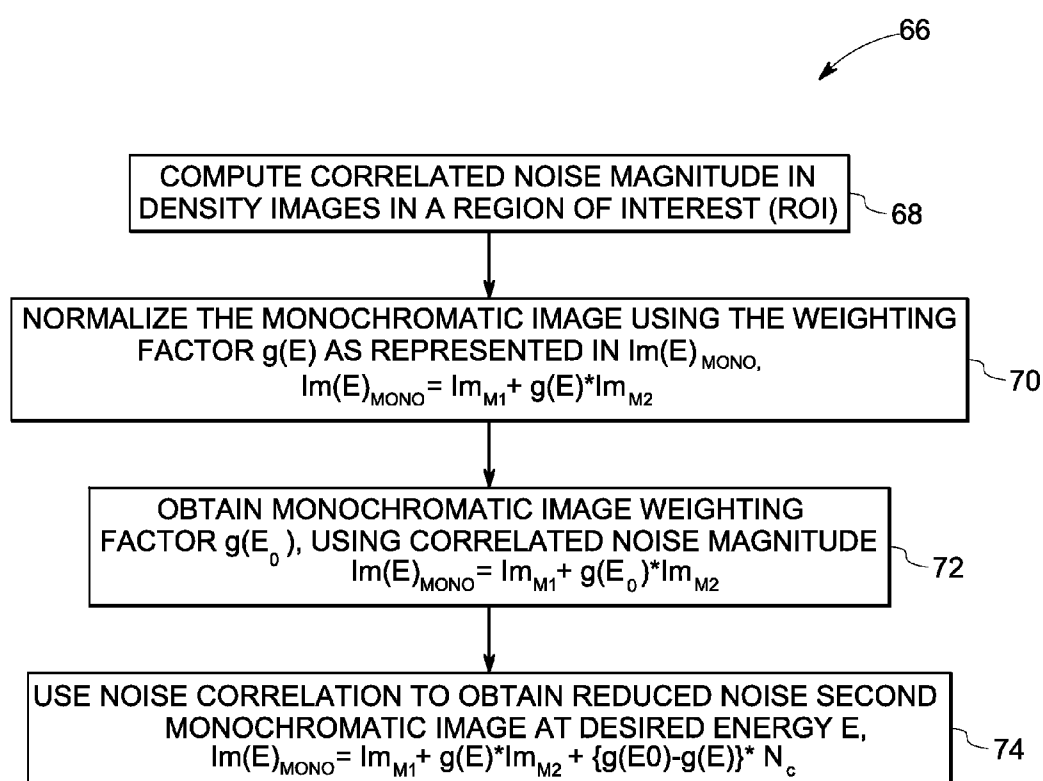 66
COMPUTE CORRELATED NOISE MAGNITUDE IN
DENSITY IMAGES IN A REGION OF INTEREST (ROI)
68
NORMALIZE THE MONOCHROMATIC IMAGE USING THE WEIGHTING
FACTOR g(E) AS REPRESENTED IN Im(E)MONO,
Im(E)MONO= ImM1+ g(E)*ImM2
70
OBTAIN MONOCHROMATIC IMAGE WEIGHTING
FACTOR g(E0), USING CORRELATED NOISE MAGNITUDE
Im(E)MONO= ImM1+ g(E0)*ImM2
72
USE NOISE CORRELATION TO OBTAIN REDUCED NOISE SECOND
MONOCHROMATIC IMAGE AT DESIRED ENERGY E,
Im(E)MONO= ImM1+ g(E)*ImM2 + {g(E0)-g(E)}* Nc
74